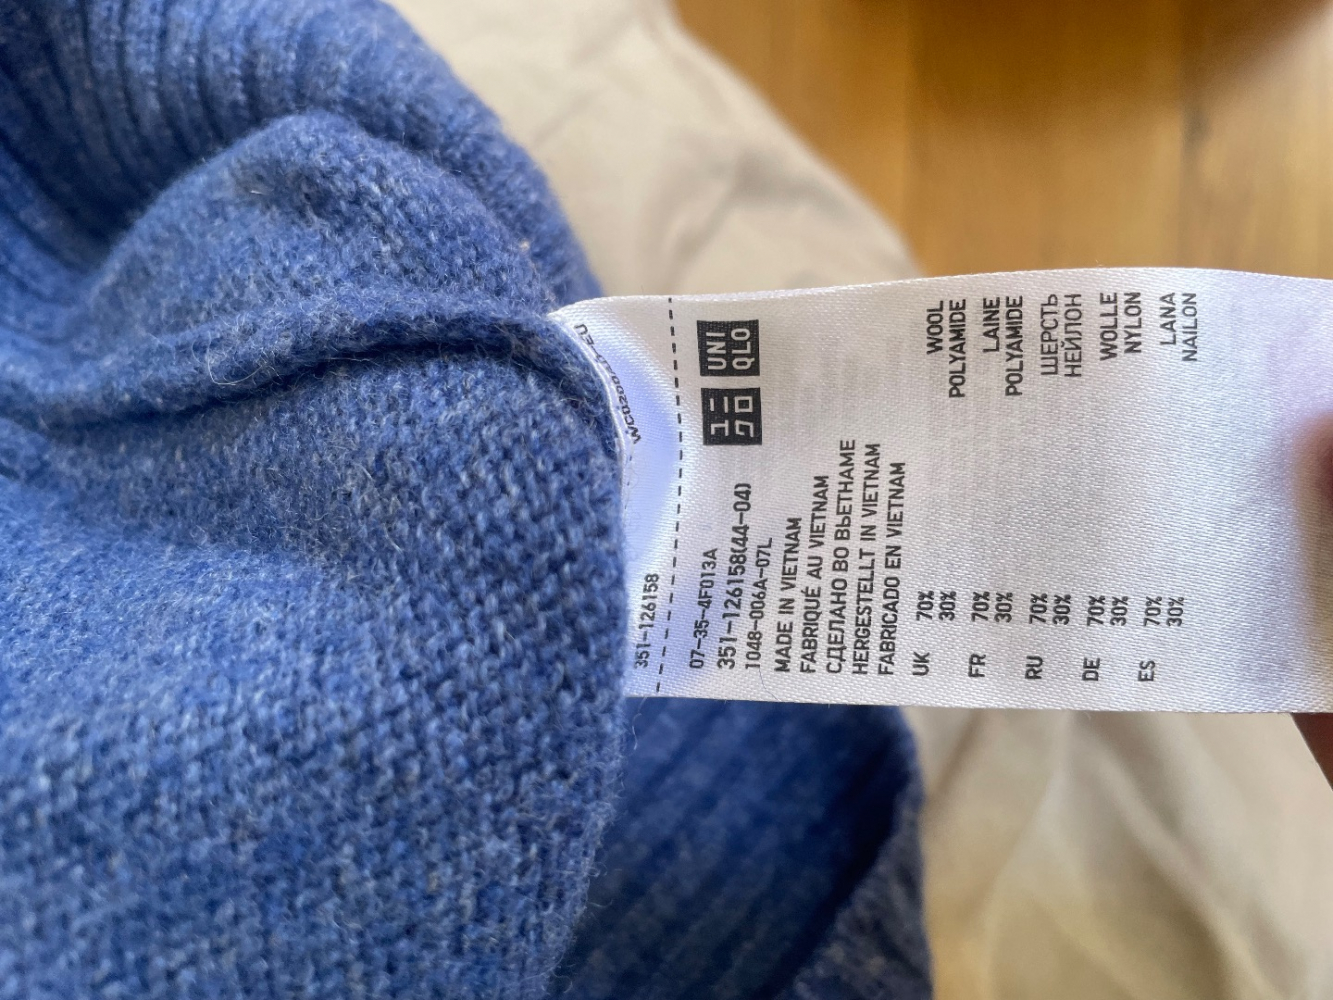 351-126158
ユニ
クロ
UNI
QLO
07-35-4F013A
351-126158(44-04)
1048-006A-07L
MADE IN VIETNAM
FABRIQUÉ AU VIETNAM
СДЕЛАНО ВО ВЬЕТНАМЕ
HERGESTELLT IN VIETNAM
FABRICADO EN VIETNAM
UK 70% WOOL
30% POLYAMIDE
FR 70% LAINE
30% POLYAMIDE
RU 70% ШЕРСТЬ
30% НЕЙЛОН
DE 70% WOLLE
30% NYLON
ES 70% LANA
30% NAILON